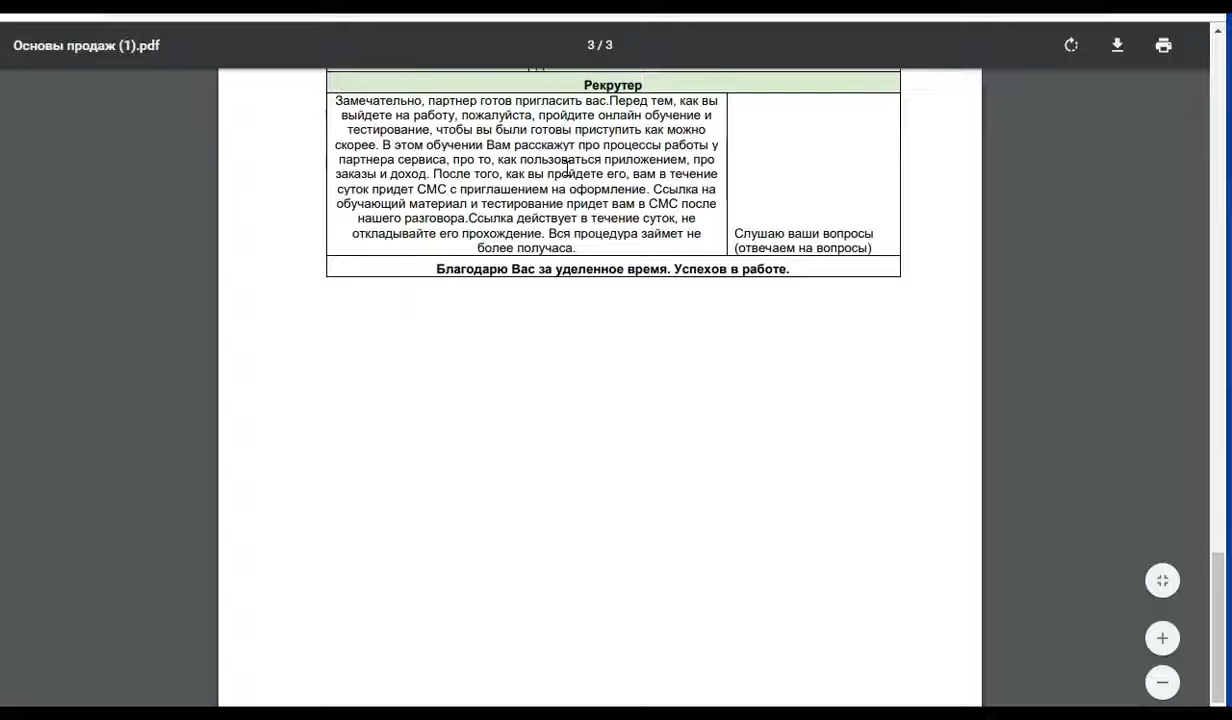 Основы продаж (1).pdf
3 / 3
Рекрутер
Замечательно, партнер готов пригласить вас.Перед тем, как вы
выйдете на работу, пожалуйста, пройдите онлайн обучение и
тестирование, чтобы вы были готовы приступить как можно
скорее. В этом обучении Вам расскажут про процессы работы у
партнера сервиса, про то, как пользоваться приложением, про
заказы и доход. После того, как вы пройдете его, вам в течение
суток придет СМС с приглашением на оформление. Ссылка на
обучающий материал и тестирование придет вам в СМС после
нашего разговора.Ссылка действует в течение суток, не
откладывайте его прохождение. Вся процедура займет не
более получаса.
Слушаю ваши вопросы
(отвечаем на вопросы)
Благодарю Вас за уделенное время. Успехов в работе.